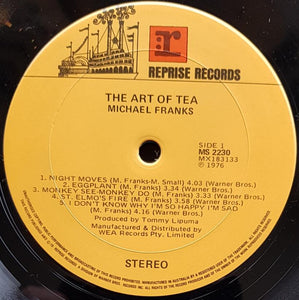 r
REPRISE RECORDS
THE ART OF TEA
MICHAEL FRANKS
SIDE 1
MS 2230
MX183133
℗ 1976
1. NIGHT MOVES (M. Franks-M. Small) 4.03 (Warner Bros.)
2. EGGPLANT (M. Franks) 3.34 (Warner Bros.)
3. MONKEY SEE-MONKEY DO (M. Franks) 3.33 (Warner Bros.)
4. ST. ELMO'S FIRE (M. Franks) 3.58 (Warner Bros.)
5. I DON'T KNOW WHY I'M SO HAPPY I'M SAD
(M. Franks) 4.16 (Warner Bros.)
Produced by Tommy Lipuma
Manufactured & Distributed by
WEA Records Pty. Limited
STEREO